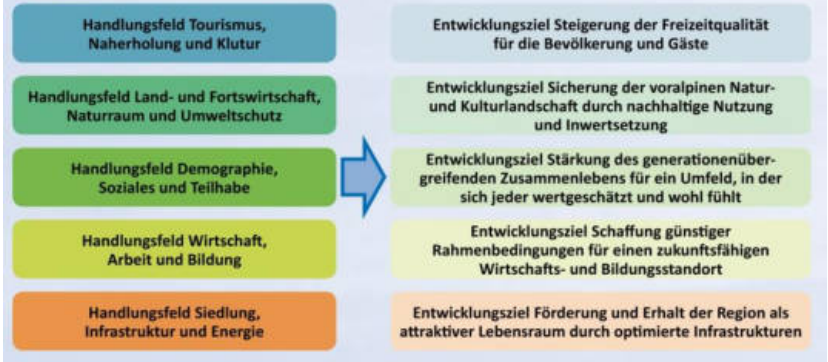 Handlungsfeld Tourismus,
Naherholung und Klutur
Entwicklungsziel Steigerung der Freizeitqualität
für die Bevölkerung und Gäste
Handlungsfeld Land- und Fortswirtschaft,
Naturraum und Umweltschutz
Entwicklungsziel Sicherung der voralpinen Natur-
und Kulturlandschaft durch nachhaltige Nutzung
und Inwertsetzung
Handlungsfeld Demographie,
Soziales und Teilhabe
Entwicklungsziel Stärkung des generationenüber-
greifenden Zusammenlebens für ein Umfeld, in der
sich jeder wertgeschätzt und wohl fühlt
Handlungsfeld Wirtschaft,
Arbeit und Bildung
Entwicklungsziel Schaffung günstiger
Rahmenbedingungen für einen zukunftsfähigen
Wirtschafts- und Bildungsstandort
Handlungsfeld Siedlung,
Infrastruktur und Energie
Entwicklungsziel Förderung und Erhalt der Region als
attraktiver Lebensraum durch optimierte Infrastrukturen